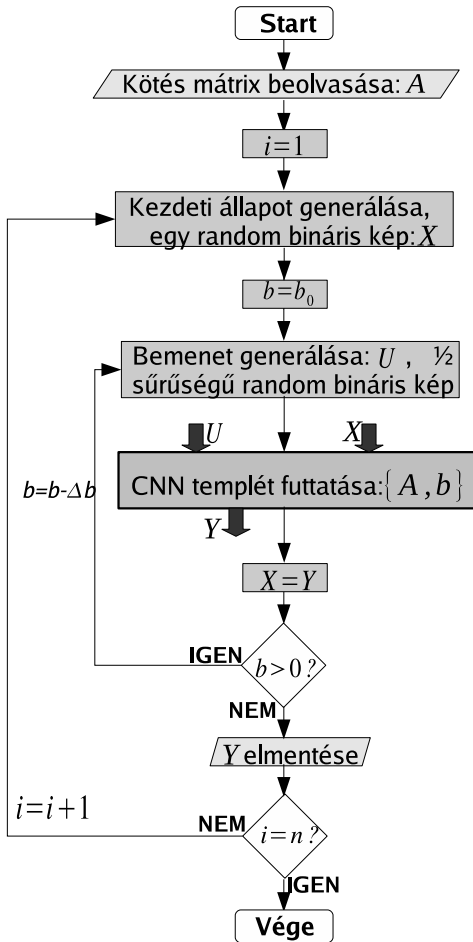 Start
Kötés mátrix beolvasása: A
i=1
Kezdeti állapot generálása,
egy random bináris kép: X
b=b₀
Bemenet generálása: U , ½
sűrűségű random bináris kép
U
X
b=b-Δb
CNN templét futtatása:{A,b}
Y
X=Y
IGEN
b>0?
NEM
Y elmentése
i=i+1
NEM
i=n?
IGEN
Vége